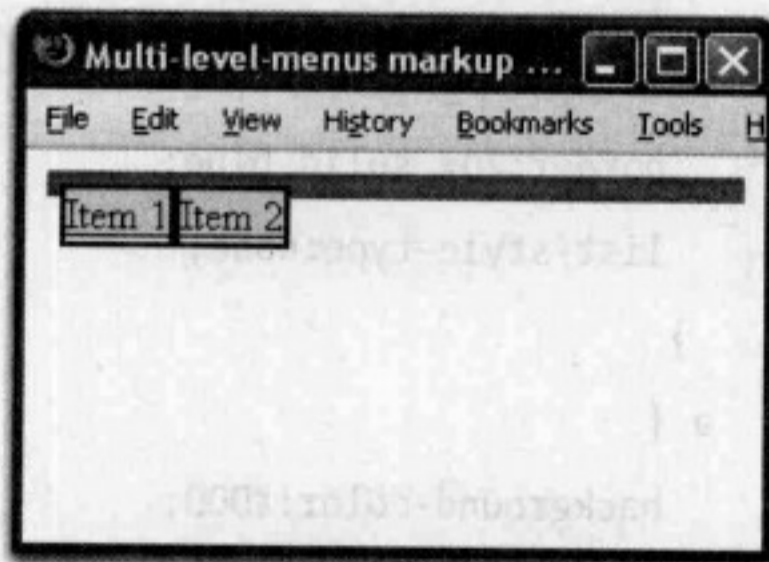 Multi-level-menus markup ...
File Edit View History Bookmarks Tools H
Item 1 Item 2